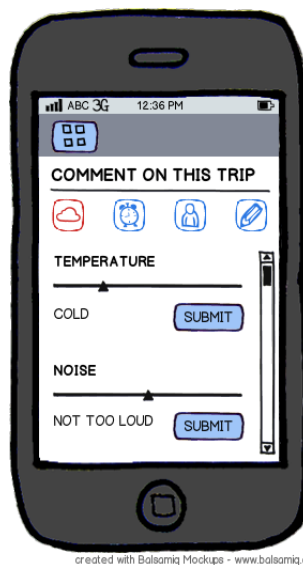 ABC 3G 12:36 PM
COMMENT ON THIS TRIP
TEMPERATURE
COLD SUBMIT
NOISE
NOT TOO LOUD SUBMIT
created with Balsamiq Mockups - www.balsamiq.c